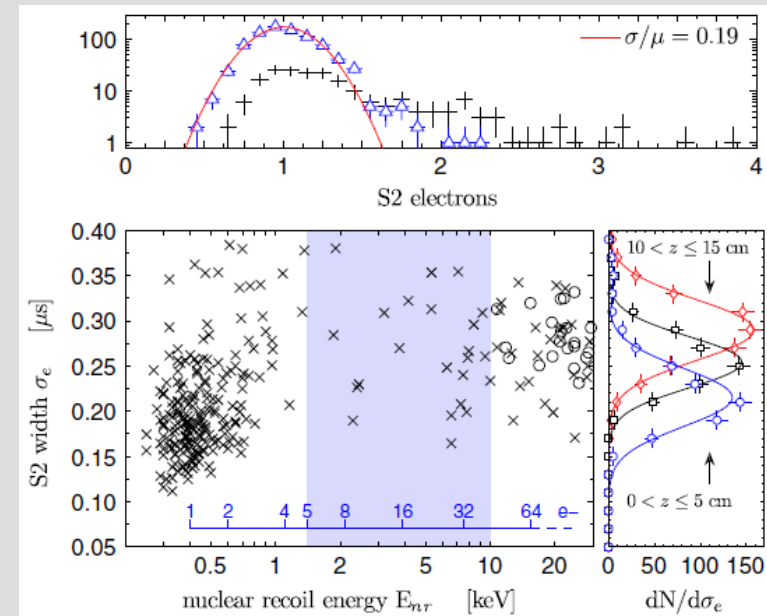 100
10
1
σ/μ = 0.19
0 1 2 3 4
S2 electrons
0.40
0.35
0.30
0.25
0.20
0.15
0.10
0.05
S2 width σₑ [μs]
1 2 4 5 8 16 32 64 e−
0.5 1 2 5 10 20
nuclear recoil energy Eₙᵣ [keV]
10 < z ≤ 15 cm
0 < z ≤ 5 cm
0 50 100 150
dN/dσₑ